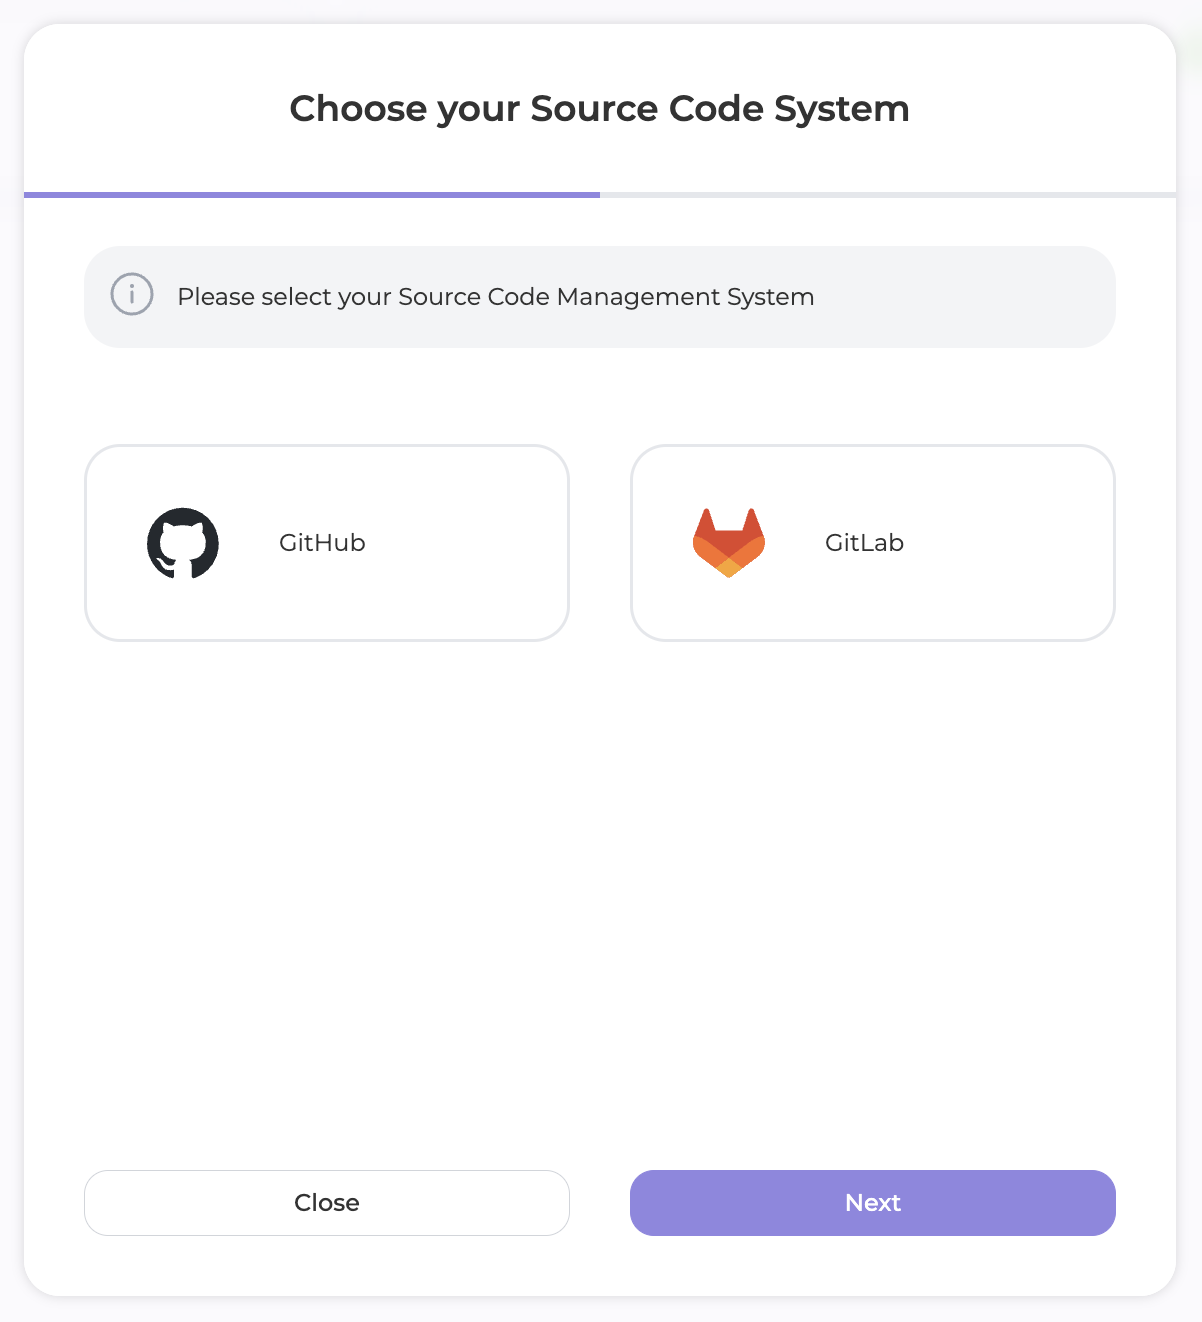 Choose your Source Code System
Please select your Source Code Management System
GitHub
GitLab
Close
Next